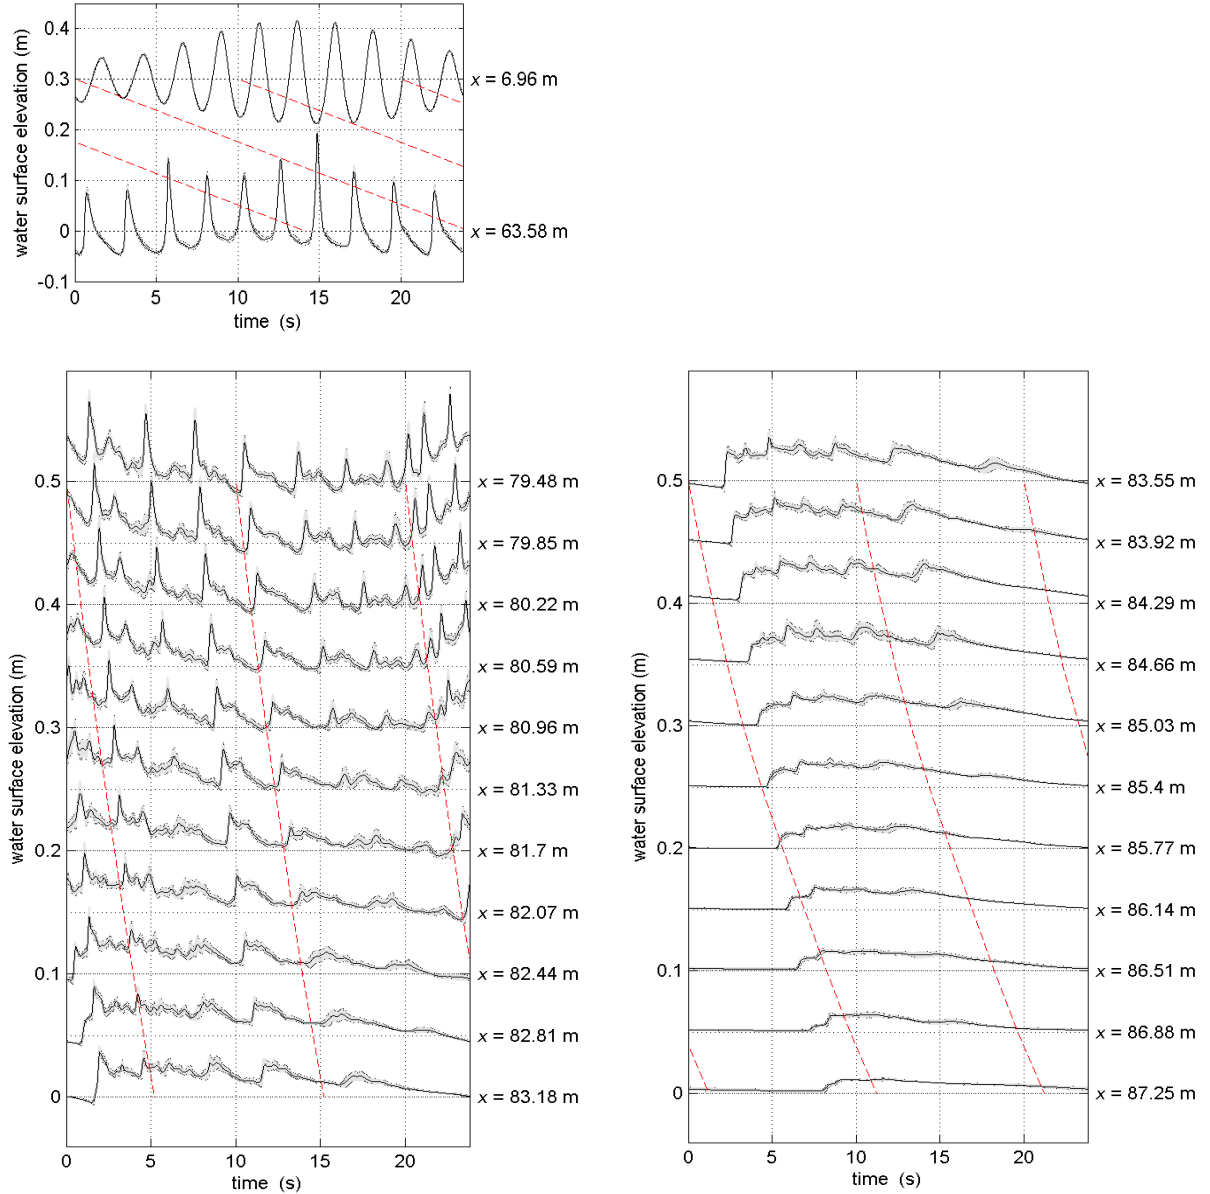 water surface elevation (m)
0.4
0.3
0.2
0.1
0
-0.1
x = 6.96 m
x = 63.58 m
0 5 10 15 20
time (s)
water surface elevation (m)
0.5
0.4
0.3
0.2
0.1
0
x = 79.48 m
x = 79.85 m
x = 80.22 m
x = 80.59 m
x = 80.96 m
x = 81.33 m
x = 81.7 m
x = 82.07 m
x = 82.44 m
x = 82.81 m
x = 83.18 m
0 5 10 15 20
time (s)
water surface elevation (m)
0.5
0.4
0.3
0.2
0.1
0
x = 83.55 m
x = 83.92 m
x = 84.29 m
x = 84.66 m
x = 85.03 m
x = 85.4 m
x = 85.77 m
x = 86.14 m
x = 86.51 m
x = 86.88 m
x = 87.25 m
0 5 10 15 20
time (s)